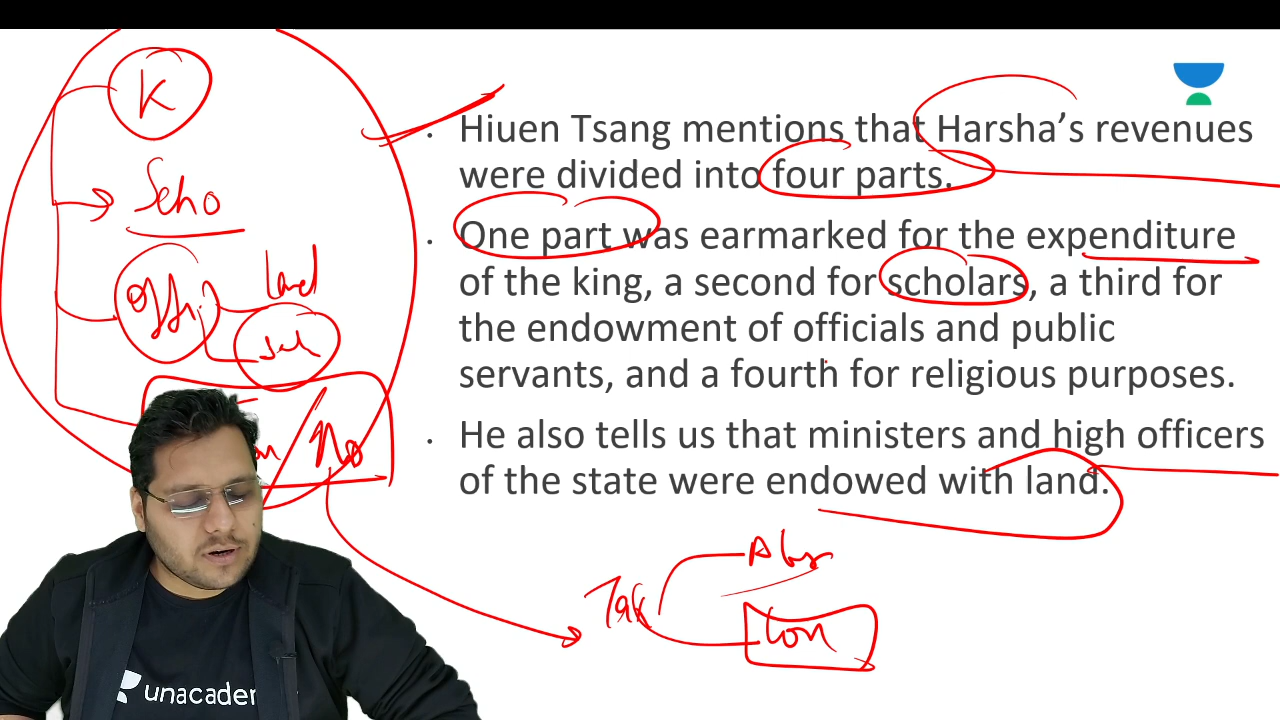 K
Scho
Offi.
land
Hiuen Tsang mentions that Harsha's revenues
were divided into four parts.
One part was earmarked for the expenditure
of the king, a second for scholars, a third for
the endowment of officials and public
servants, and a fourth for religious purposes.
He also tells us that ministers and high officers
of the state were endowed with land.
No
Tax
unacader